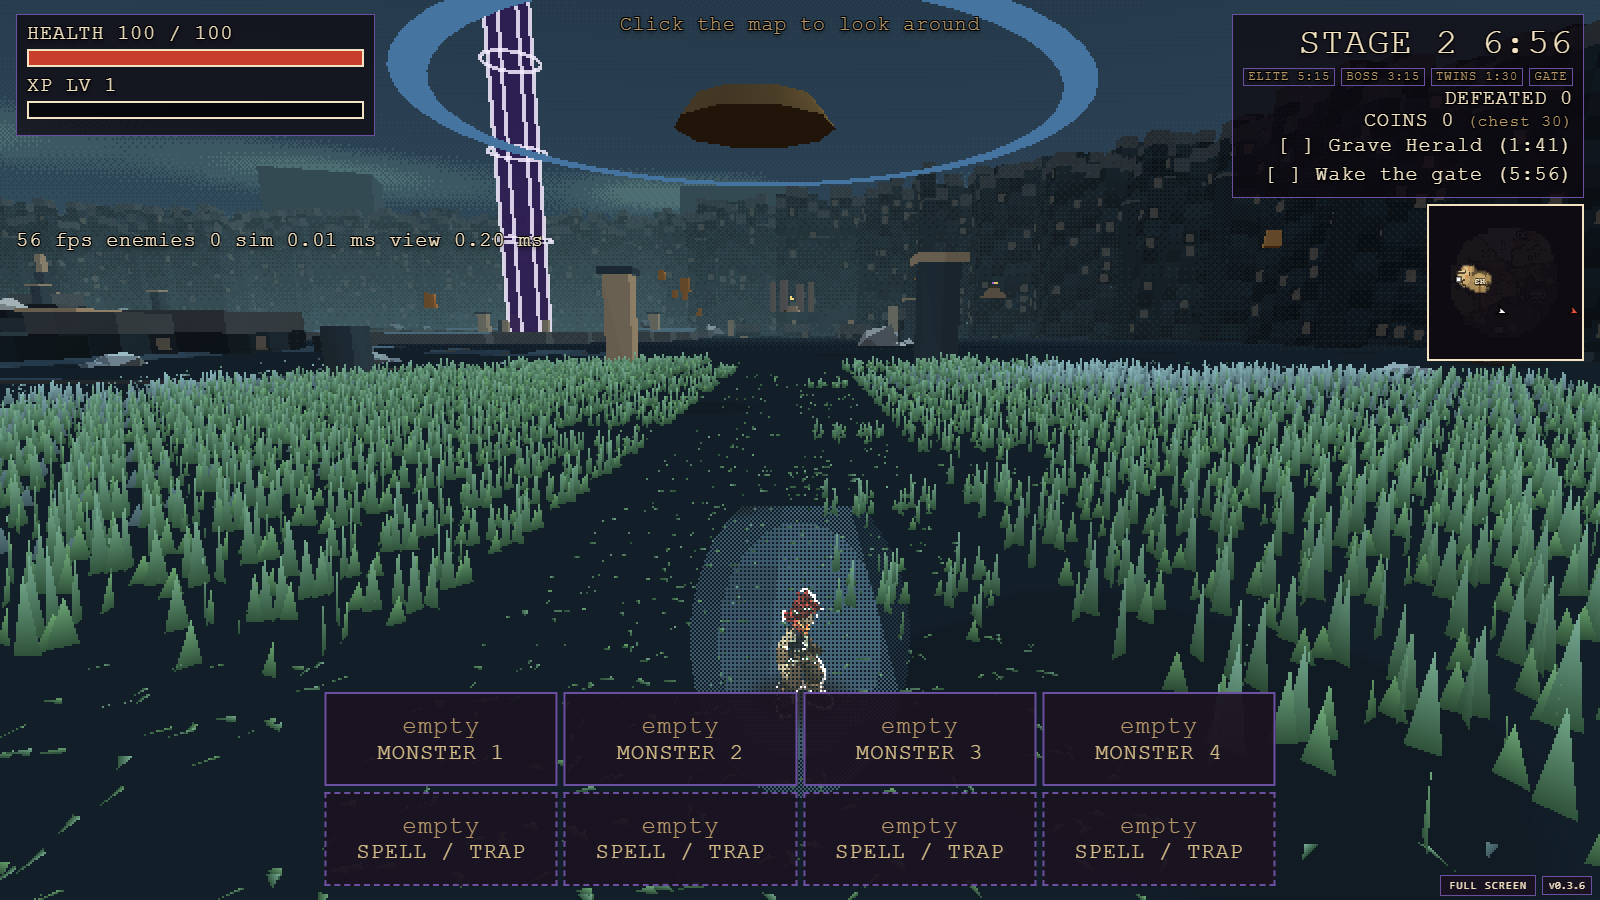 HEALTH 100 / 100
XP LV 1
Click the map to look around
STAGE 2 6:56
ELITE 5:15 BOSS 3:15 TWINS 1:30 GATE
DEFEATED 0
COINS 0 (chest 30)
[ ] Grave Herald (1:41)
[ ] Wake the gate (5:56)
56 fps enemies 0 sim 0.01 ms view 0.20 ms
empty
MONSTER 1
empty
MONSTER 2
empty
MONSTER 3
empty
MONSTER 4
empty
SPELL / TRAP
empty
SPELL / TRAP
empty
SPELL / TRAP
empty
SPELL / TRAP
FULL SCREEN
v0.3.6